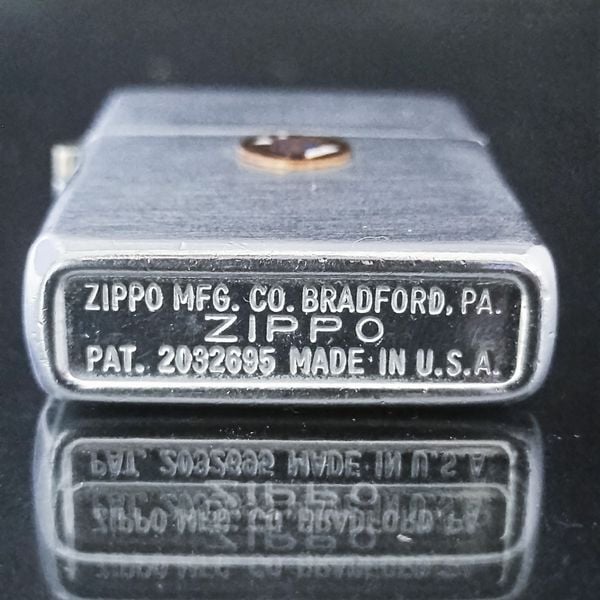 ZIPPO MFG. CO. BRADFORD, PA.
ZIPPO
PAT. 2032695 MADE IN U.S.A.